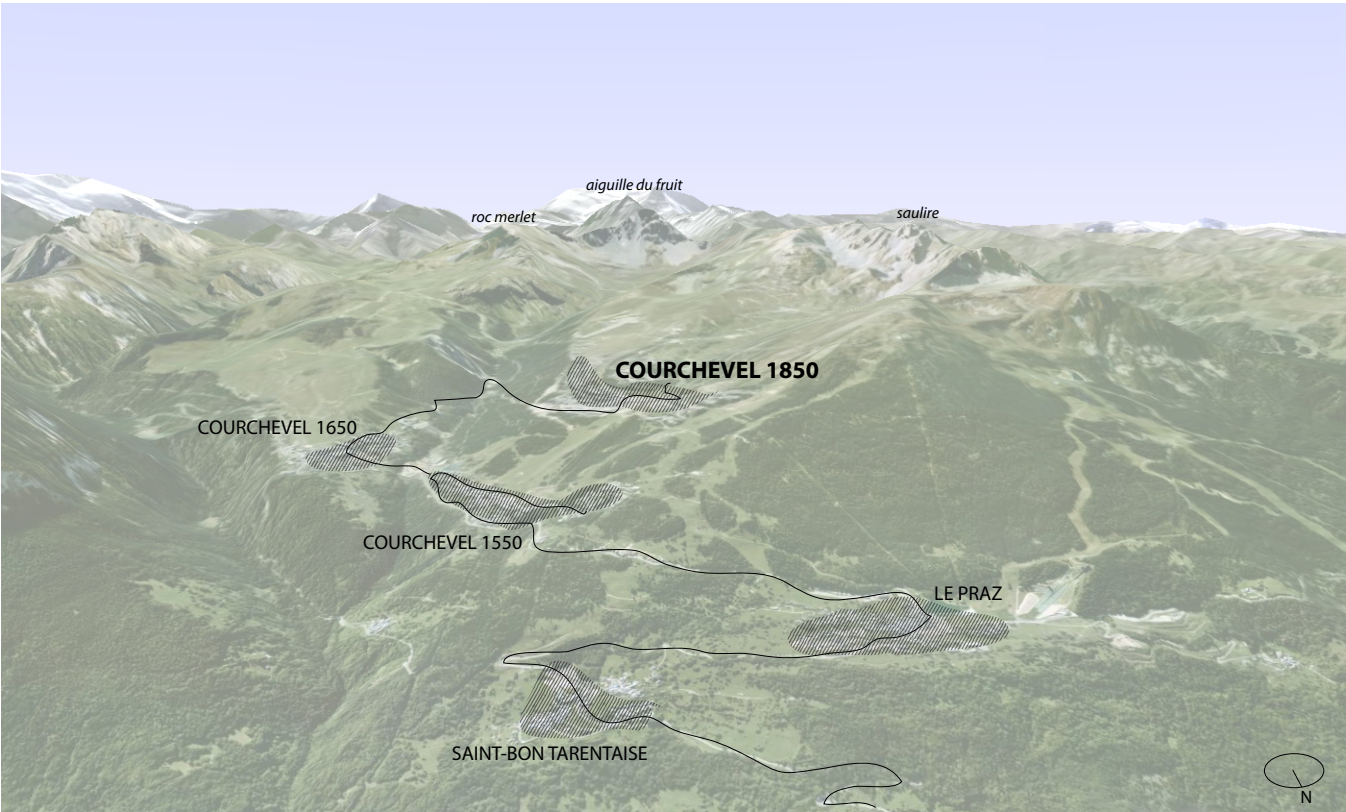 aiguille du fruit
roc merlet
saulire
COURCHEVEL 1850
COURCHEVEL 1650
COURCHEVEL 1550
LE PRAZ
SAINT-BON TARENTAISE
N